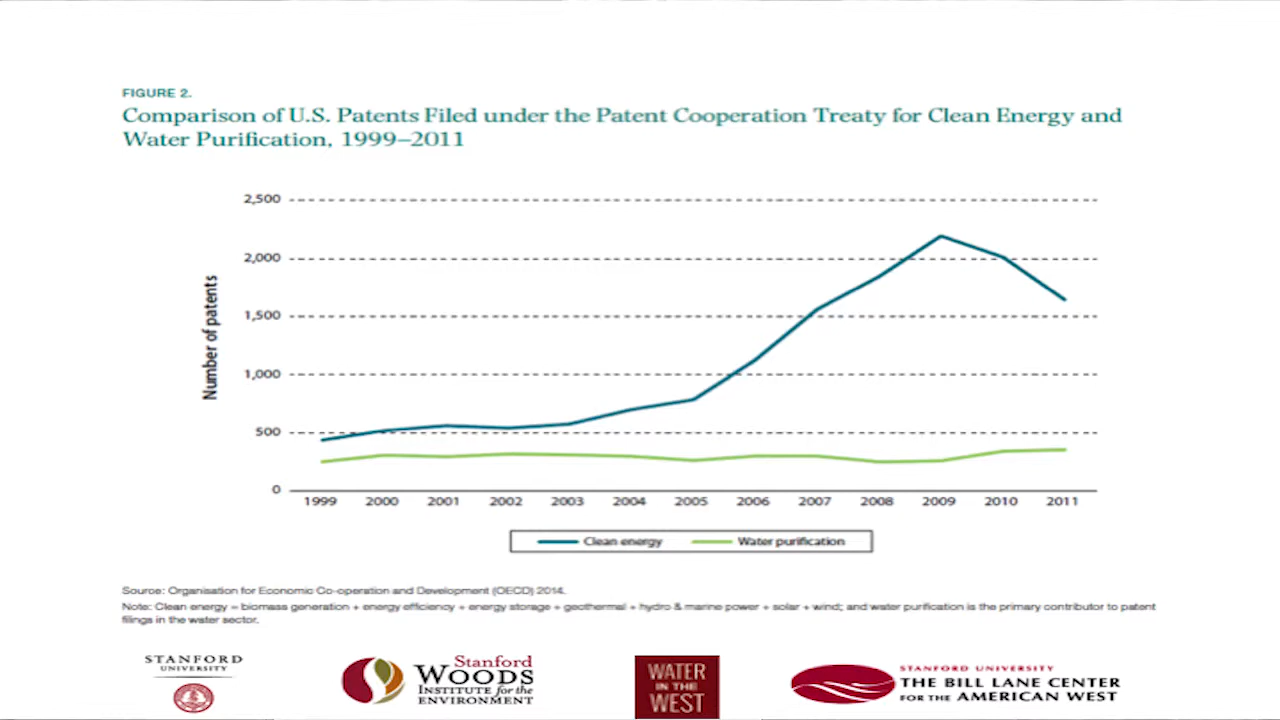 FIGURE 2.
Comparison of U.S. Patents Filed under the Patent Cooperation Treaty for Clean Energy and
Water Purification, 1999–2011
Number of patents
2,500
2,000
1,500
1,000
500
0
1999 2000 2001 2002 2003 2004 2005 2006 2007 2008 2009 2010 2011
Clean energy Water purification
Source: Organisation for Economic Co-operation and Development (OECD) 2014.
Note: Clean energy = biomass generation + energy efficiency + energy storage + geothermal + hydro & marine power + solar + wind; and water purification is the primary contributor to patent
filings in the water sector.
STANFORD
UNIVERSITY
Stanford
WOODS
INSTITUTE for the
ENVIRONMENT
WATER
IN THE
WEST
STANFORD UNIVERSITY
THE BILL LANE CENTER
FOR THE AMERICAN WEST